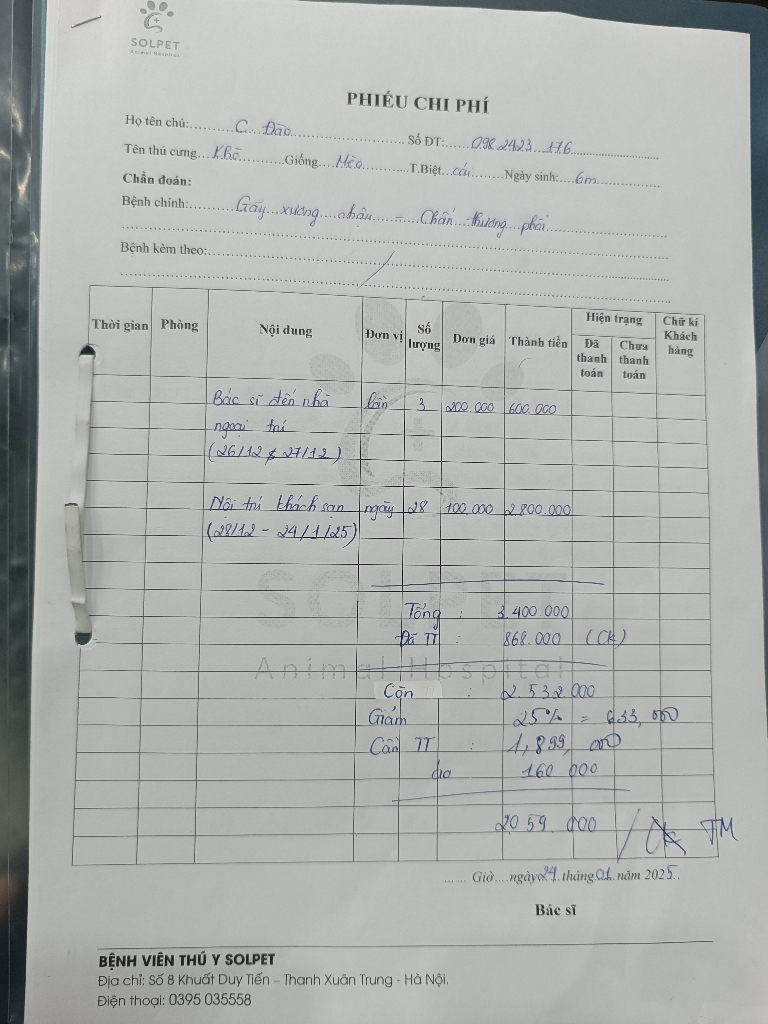 SOLPET
Animal Hospital
PHIẾU CHI PHÍ
Họ tên chủ: C. Đào Số ĐT: 098 2423 176
Tên thú cưng Khô Giống Mèo T.Biệt cái Ngày sinh: 6m
Chẩn đoán:
Bệnh chính: Gãy xương chậu - Chấn thương phổi
Bệnh kèm theo:
Thời gian Phòng Nội dung Đơn vị Số lượng Đơn giá Thành tiền Hiện trạng Chữ kí Khách hàng
Đã thanh toán Chưa thanh toán
Bác sĩ đến nhà lần 3 200.000 600.000
ngoại trú
(26/12 & 27/12)
Nội trú khách sạn ngày 28 100.000 2.800.000
(28/12 - 24/1/25)
SOLPET
Tổng : 3.400.000
Đã TT : 868.000 (Ck)
Animal Hospital
Còn : 2.532.000
Giảm 25% = 633,000
Cần TT : 1,899,000
160 000
2059.000 / Ck TM
...... Giờ....ngày 24 tháng 01 năm 2025..
Bác sĩ
BỆNH VIÊN THÚ Y SOLPET
Địa chỉ: Số 8 Khuất Duy Tiến – Thanh Xuân Trung - Hà Nội.
Điện thoại: 0395 035558